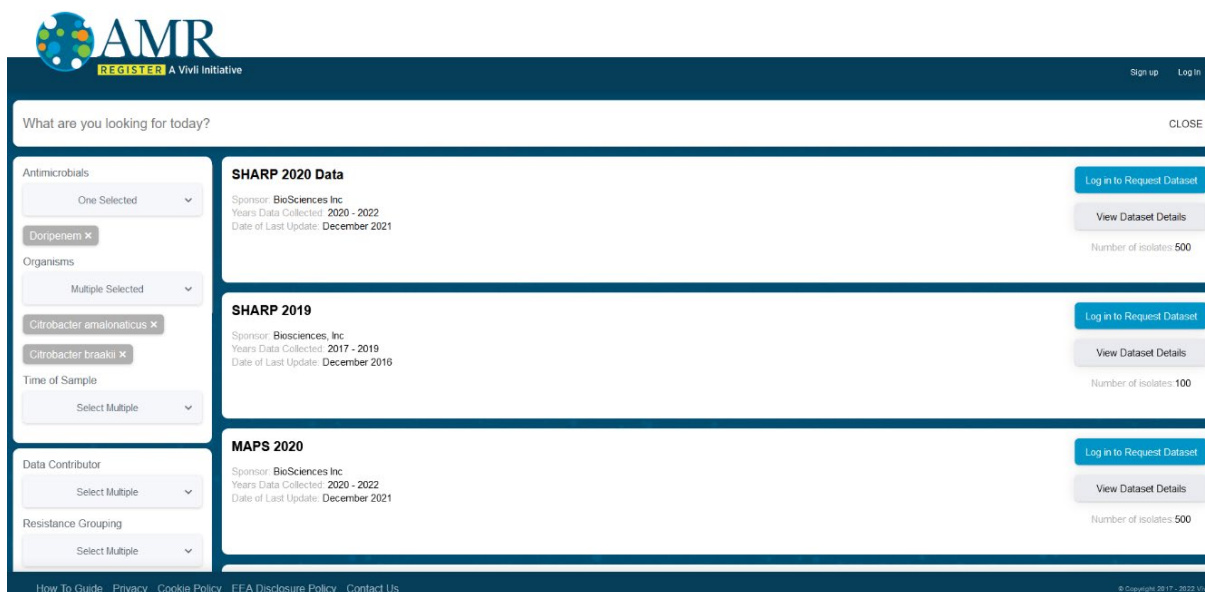 AMR
REGISTER A Vivli Initiative
Sign up Log In
What are you looking for today?
CLOSE
Antimicrobials
One Selected
Doripenem ×
Organisms
Multiple Selected
Citrobacter amalonaticus ×
Citrobacter braakii ×
Time of Sample
Select Multiple
Data Contributor
Select Multiple
Resistance Grouping
Select Multiple
SHARP 2020 Data
Sponsor: BioSciences Inc
Years Data Collected: 2020 - 2022
Date of Last Update: December 2021
Log in to Request Dataset
View Dataset Details
Number of isolates:500
SHARP 2019
Sponsor: Biosciences, Inc
Years Data Collected: 2017 - 2019
Date of Last Update: December 2016
Log in to Request Dataset
View Dataset Details
Number of isolates:100
MAPS 2020
Sponsor: BioSciences Inc
Years Data Collected: 2020 - 2022
Date of Last Update: December 2021
Log in to Request Dataset
View Dataset Details
Number of isolates:500
How To Guide Privacy Cookie Policy EEA Disclosure Policy Contact Us
© Copyright 2017 - 2022